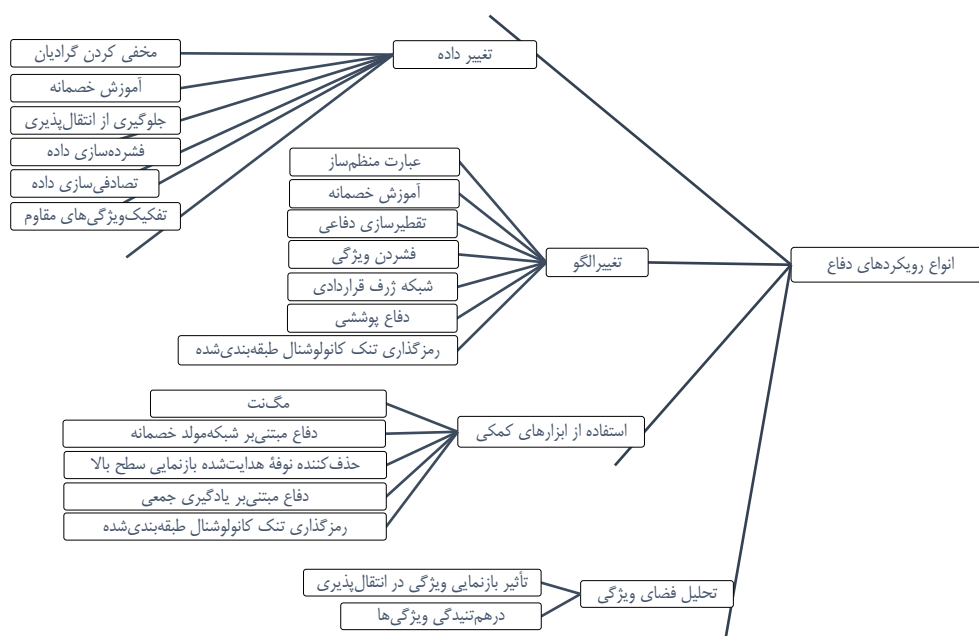 انواع رویکردهای دفاع
تغییر داده
مخفی کردن گرادیان
آموزش خصمانه
جلوگیری از انتقال‌پذیری
فشرده‌سازی داده
تصادفی‌سازی داده
تفکیک‌ویژگی‌های مقاوم
تغییرالگو
عبارت منظم‌ساز
آموزش خصمانه
تقطیرسازی دفاعی
فشردن ویژگی
شبکه ژرف قراردادی
دفاع پوششی
رمزگذاری تنک کانولوشنال طبقه‌بندی‌شده
استفاده از ابزارهای کمکی
مگ‌نت
دفاع مبتنی‌بر شبکه‌مولد خصمانه
حذف‌کننده نوفهٔ هدایت‌شده بازنمایی سطح بالا
دفاع مبتنی‌بر یادگیری جمعی
رمزگذاری تنک کانولوشنال طبقه‌بندی‌شده
تحلیل فضای ویژگی
تأثیر بازنمایی ویژگی در انتقال‌پذیری
درهم‌تنیدگی ویژگی‌ها